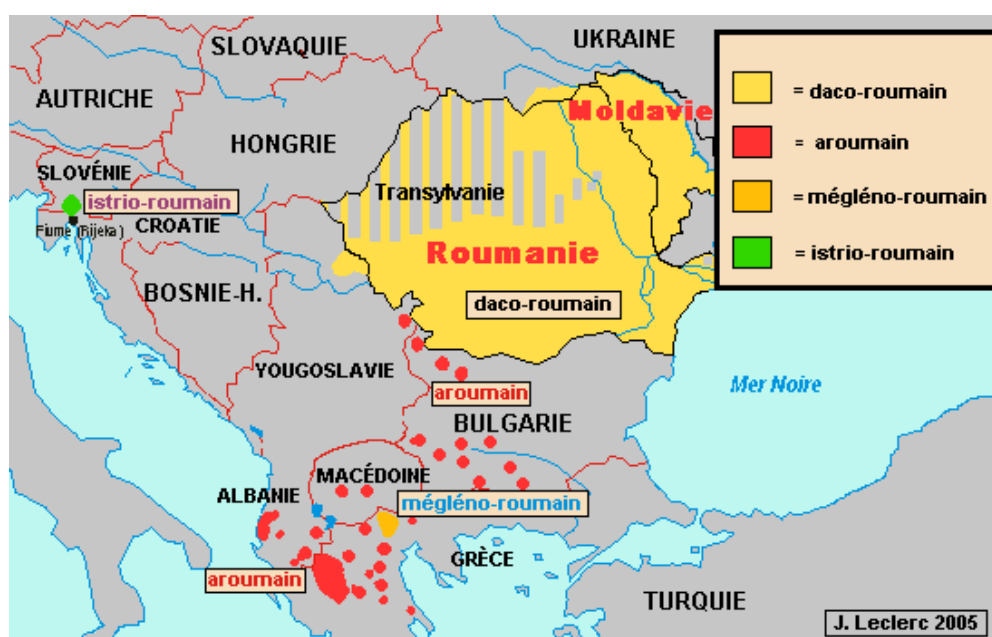 SLOVAQUIE
UKRAINE
AUTRICHE
HONGRIE
Moldavie
SLOVÉNIE
istrio-roumain
Transylvanie
Fiume (Rijeka)
CROATIE
Roumanie
BOSNIE-H.
daco-roumain
YOUGOSLAVIE
aroumain
Mer Noire
BULGARIE
MACÉDOINE
ALBANIE
mégléno-roumain
GRÈCE
aroumain
TURQUIE
= daco-roumain
= aroumain
= mégléno-roumain
= istrio-roumain
J. Leclerc 2005